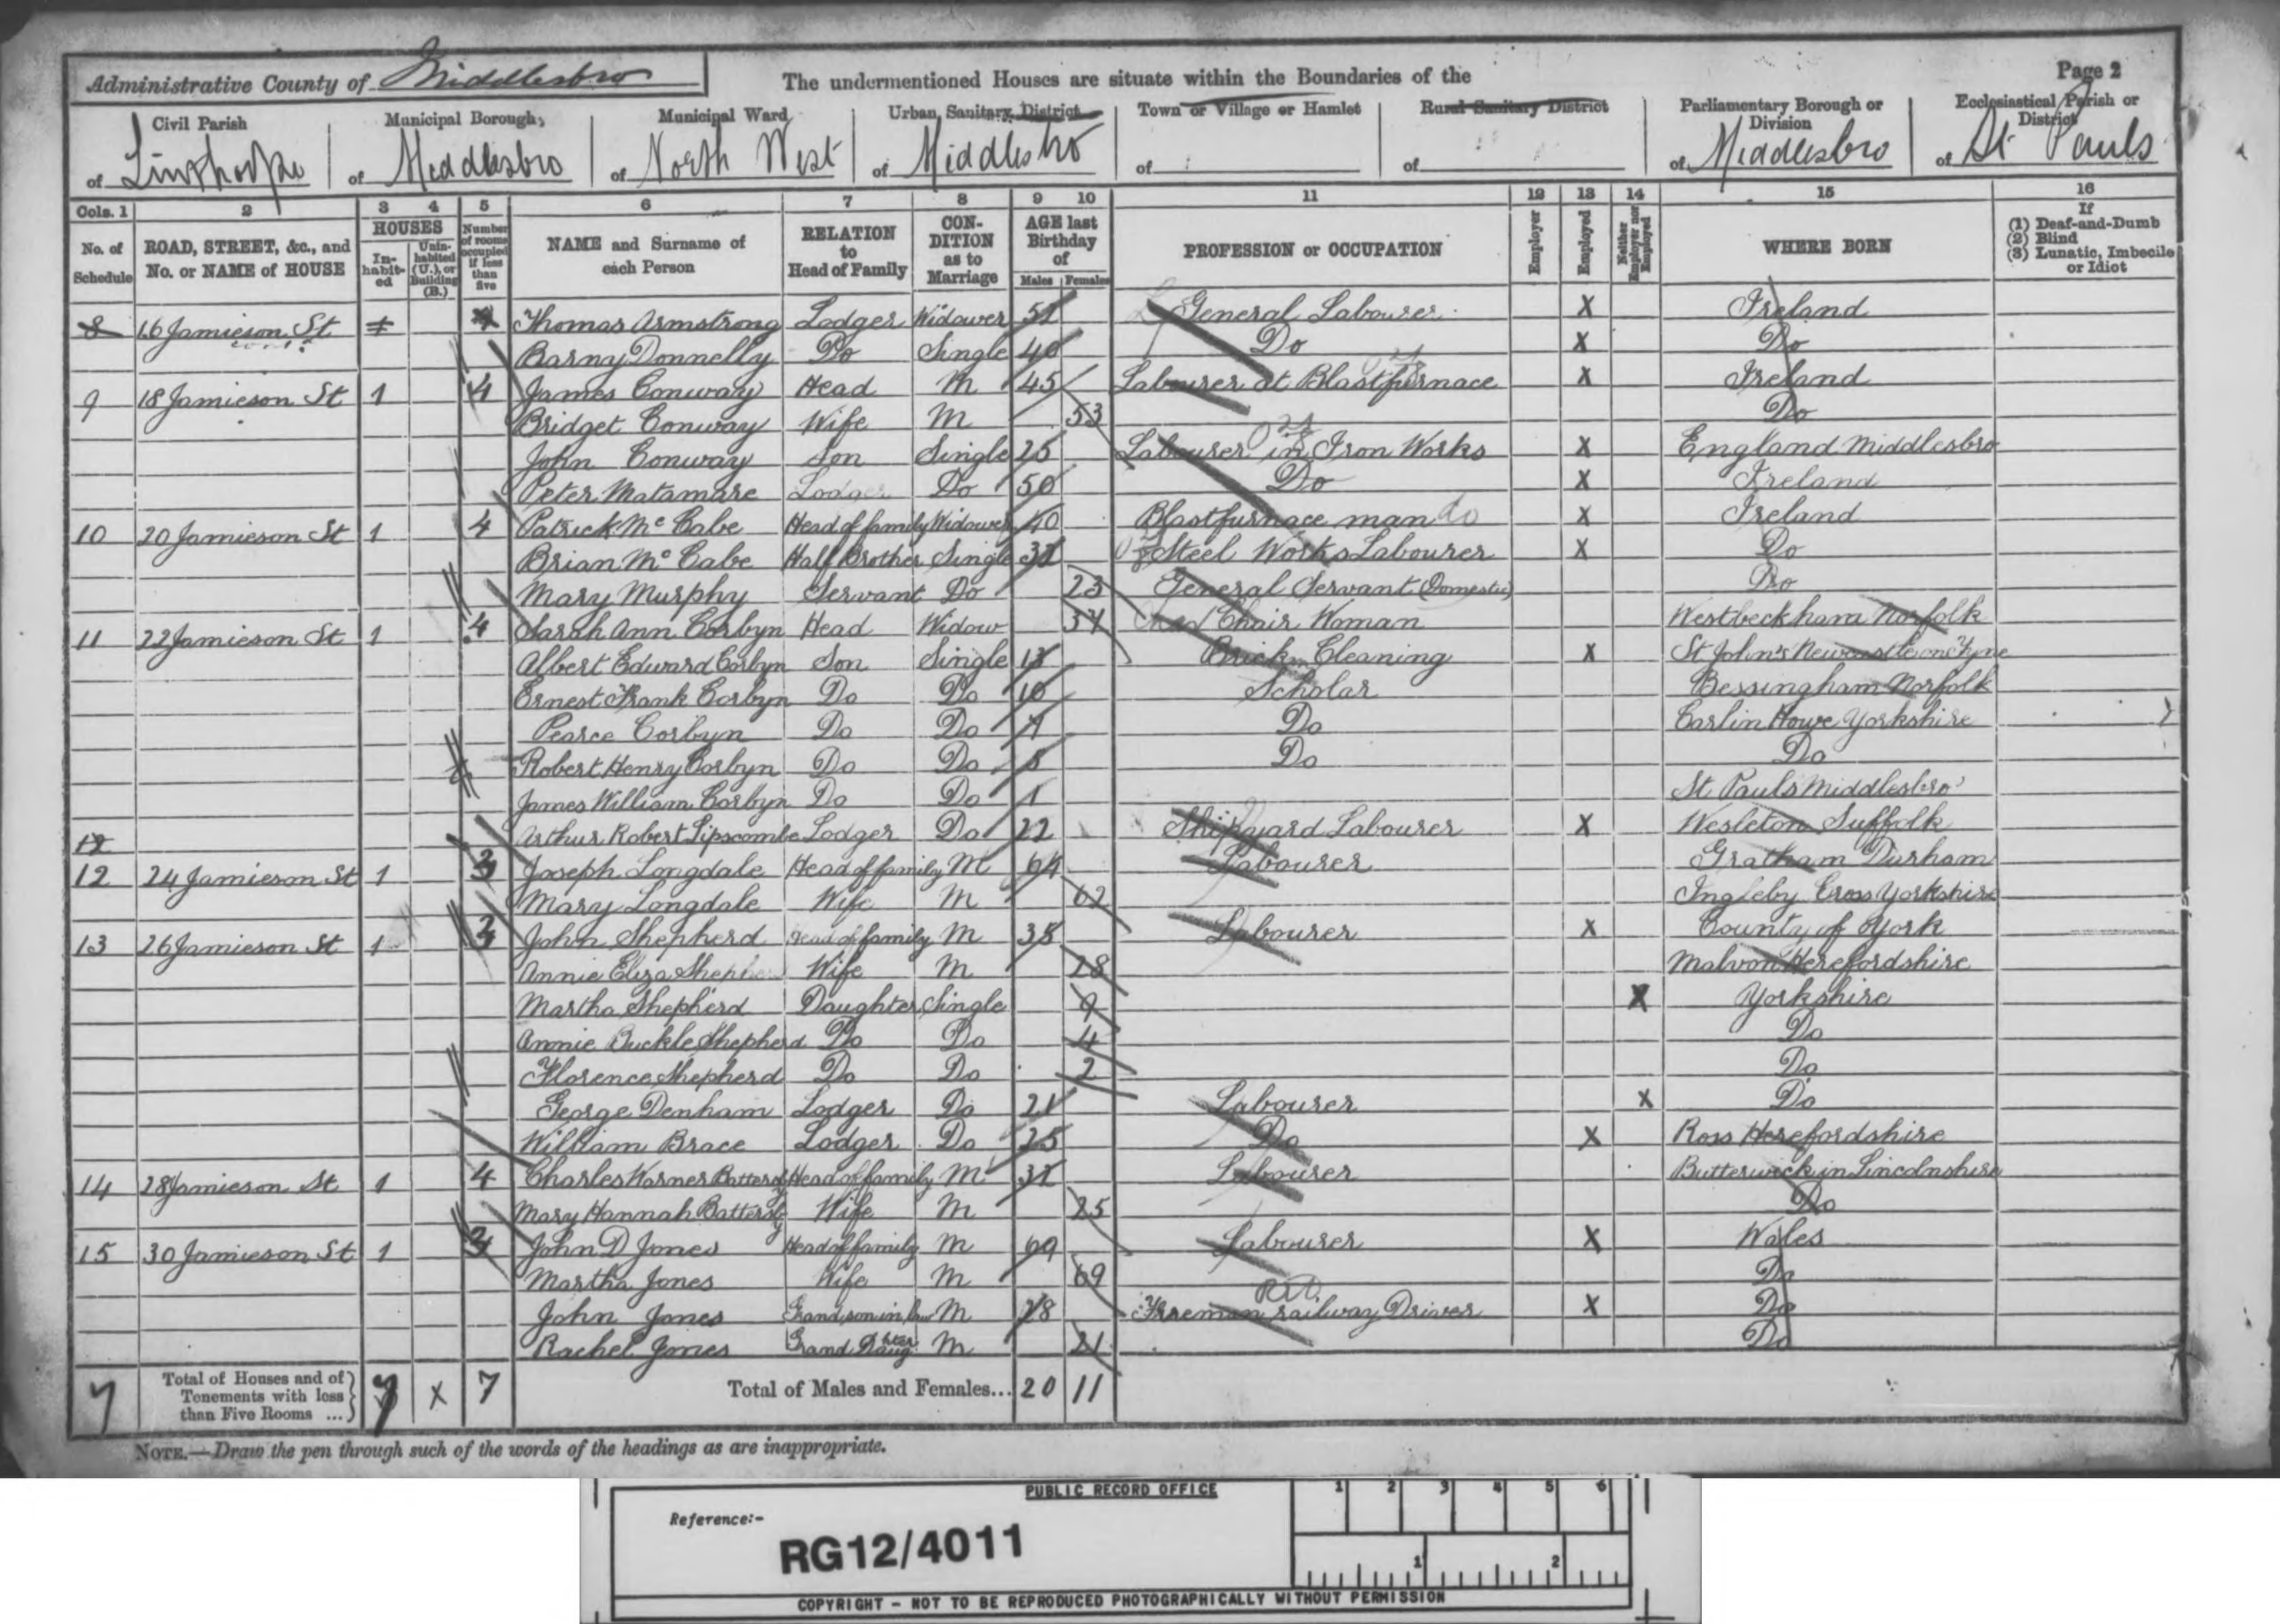 Administrative County of Middlesbro
The undermentioned Houses are situate within the Boundaries of the
Page 2
Civil Parish of Linthorpe
Municipal Borough, of Middlesbro
Municipal Ward of North West
Urban Sanitary District of Middlesbro
Town or Village or Hamlet of
Rural Sanitary District of
Parliamentary Borough or Division of Middlesbro
Ecclesiastical Parish or District of St Pauls
Cols. 1 2 3 4 5 6 7 8 9 10 11 12 13 14 15 16
No. of Schedule
ROAD, STREET, &c., and No. or NAME of HOUSE
HOUSES
In-habit-ed
Unin-habited (U.), or Building (B.)
Number of rooms occupied if less than five
NAME and Surname of each Person
RELATION to Head of Family
CON-DITION as to Marriage
AGE last Birthday of
Males Females
PROFESSION or OCCUPATION
Employer
Employed
Neither Employer nor Employed
WHERE BORN
If
(1) Deaf-and-Dumb
(2) Blind
(3) Lunatic, Imbecile or Idiot
8 16 Jamieson St 1 4 Thomas Armstrong Lodger Widower 51 General Labourer X Ireland
Barny Donnelly Do Single 40 Do X Do
9 18 Jamieson St 1 4 James Conway Head M 45 Labourer at Blastfurnace X Ireland
Bridget Conway Wife M 53 Do
John Conway Son Single 25 Labourer in Iron Works X England Middlesbro
Peter Matamare Lodger Do 50 Do X Ireland
10 20 Jamieson St 1 4 Patrick Mc Cabe Head of family Widower 40 Blastfurnace man X Ireland
Brian Mc Cabe Half Brother Single 32 Steel Works Labourer X Do
Mary Murphy Servant Do 23 General Servant (Domestic) Do
11 22 Jamieson St 1 4 Sarah Ann Corbyn Head Widow 34 Chair Woman Westbeckham Norfolk
Albert Edward Corbyn Son Single 13 Brick Cleaning X St John's Newcastle on Tyne
Ernest Frank Corbyn Do Do 10 Scholar Bessingham Norfolk
Pearce Corbyn Do Do 7 Do Carlin Howe Yorkshire
Robert Henry Corbyn Do Do 5 Do Do
James William Corbyn Do Do 1 St Pauls Middlesbro'
Arthur Robert Lipscombe Lodger Do 22 Shipyard Labourer X Wesleton Suffolk
12
12 24 Jamieson St 1 3 Joseph Longdale Head of family M 64 Labourer Gratham Durham
Mary Longdale Wife M 62 Ingleby Cross Yorkshire
13 26 Jamieson St 1 3 John Shepherd Head of family M 35 Labourer X County of York
Annie Eliza Shepherd Wife M 28 Malvon Herefordshire
Martha Shepherd Daughter Single 9 X Yorkshire
Annie Buckle Shepherd Do Do 4 Do
Florence Shepherd Do Do 2 Do
George Denham Lodger Do 21 Labourer X Do
William Brace Lodger Do 25 Do X Ross Herefordshire
14 28 Jamieson St 1 4 Charles Warner Battersby Head of family M 32 Labourer Butterwick in Lincolnshire
Mary Hannah Battersby Wife M 25 Do
15 30 Jamieson St 1 3 John D Jones Head of family M 69 Labourer X Wales
Martha Jones Wife M 69 Do
John Jones Grand son in law M 28 Fireman railway Driver X Do
Rachel Jones Grand Daughter M 21 Do
7 Total of Houses and of Tenements with less than Five Rooms ... 7 X 7 Total of Males and Females... 20 11
NOTE.—Draw the pen through such of the words of the headings as are inappropriate.
PUBLIC RECORD OFFICE
1 2 3 4 5 6
Reference:-
RG12/4011
1 2
COPYRIGHT - NOT TO BE REPRODUCED PHOTOGRAPHICALLY WITHOUT PERMISSION